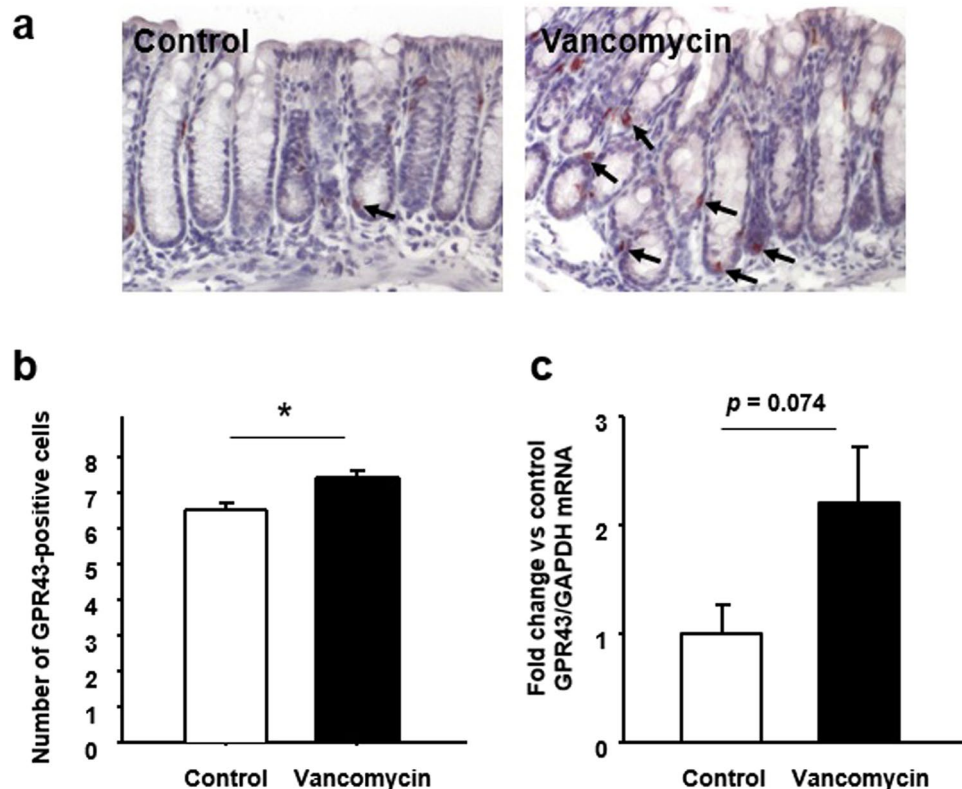 a
Control
Vancomycin
b
c
*
Number of GPR43-positive cells
8
7
6
5
4
3
2
1
0
Control
Vancomycin
p = 0.074
Fold change vs control
GPR43/GAPDH mRNA
3
2
1
0
Control
Vancomycin